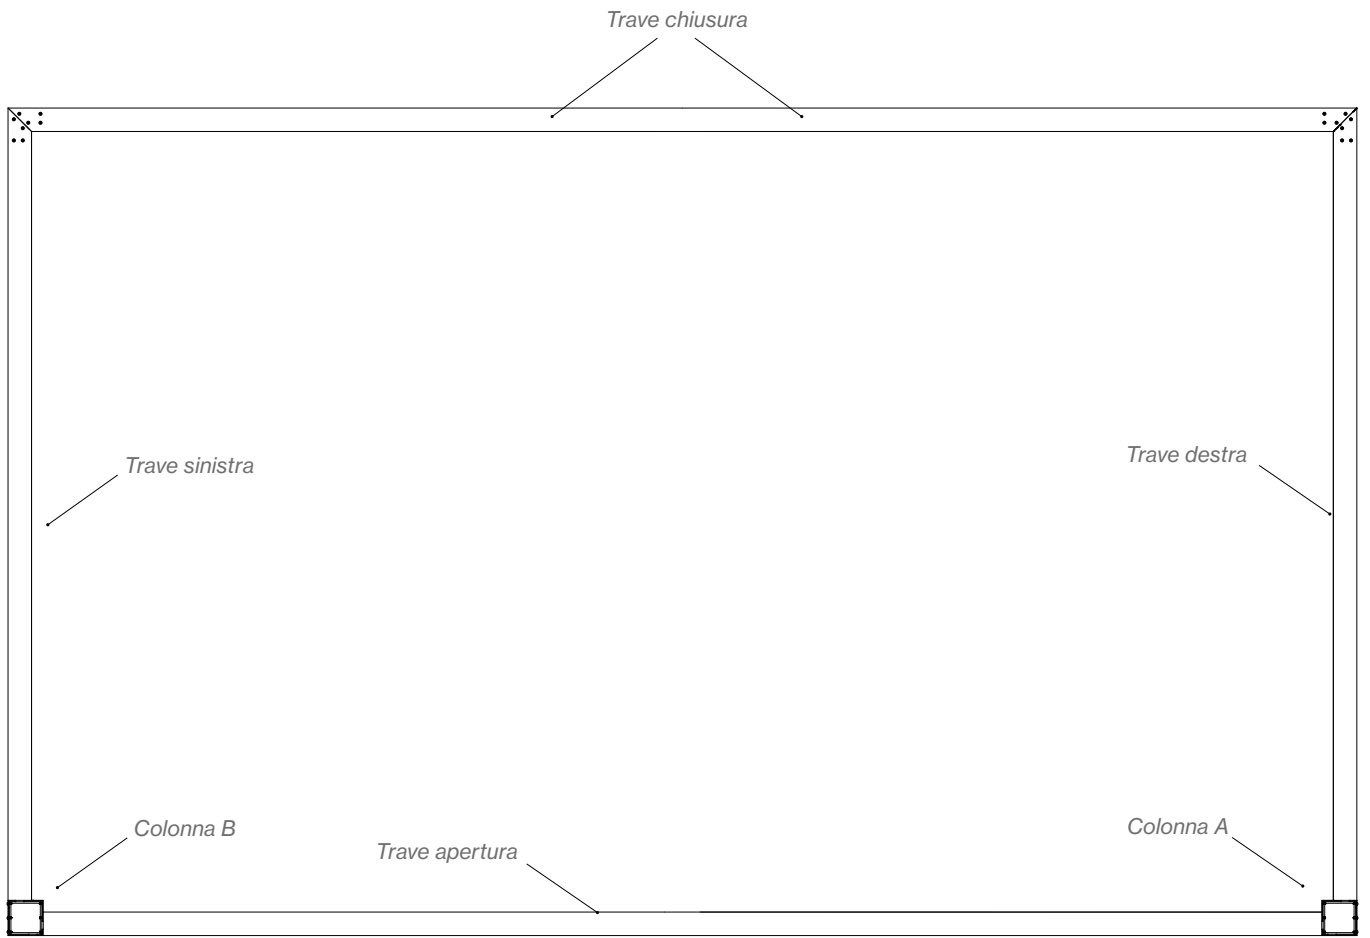 Trave chiusura
Trave sinistra
Trave destra
Colonna B
Colonna A
Trave apertura